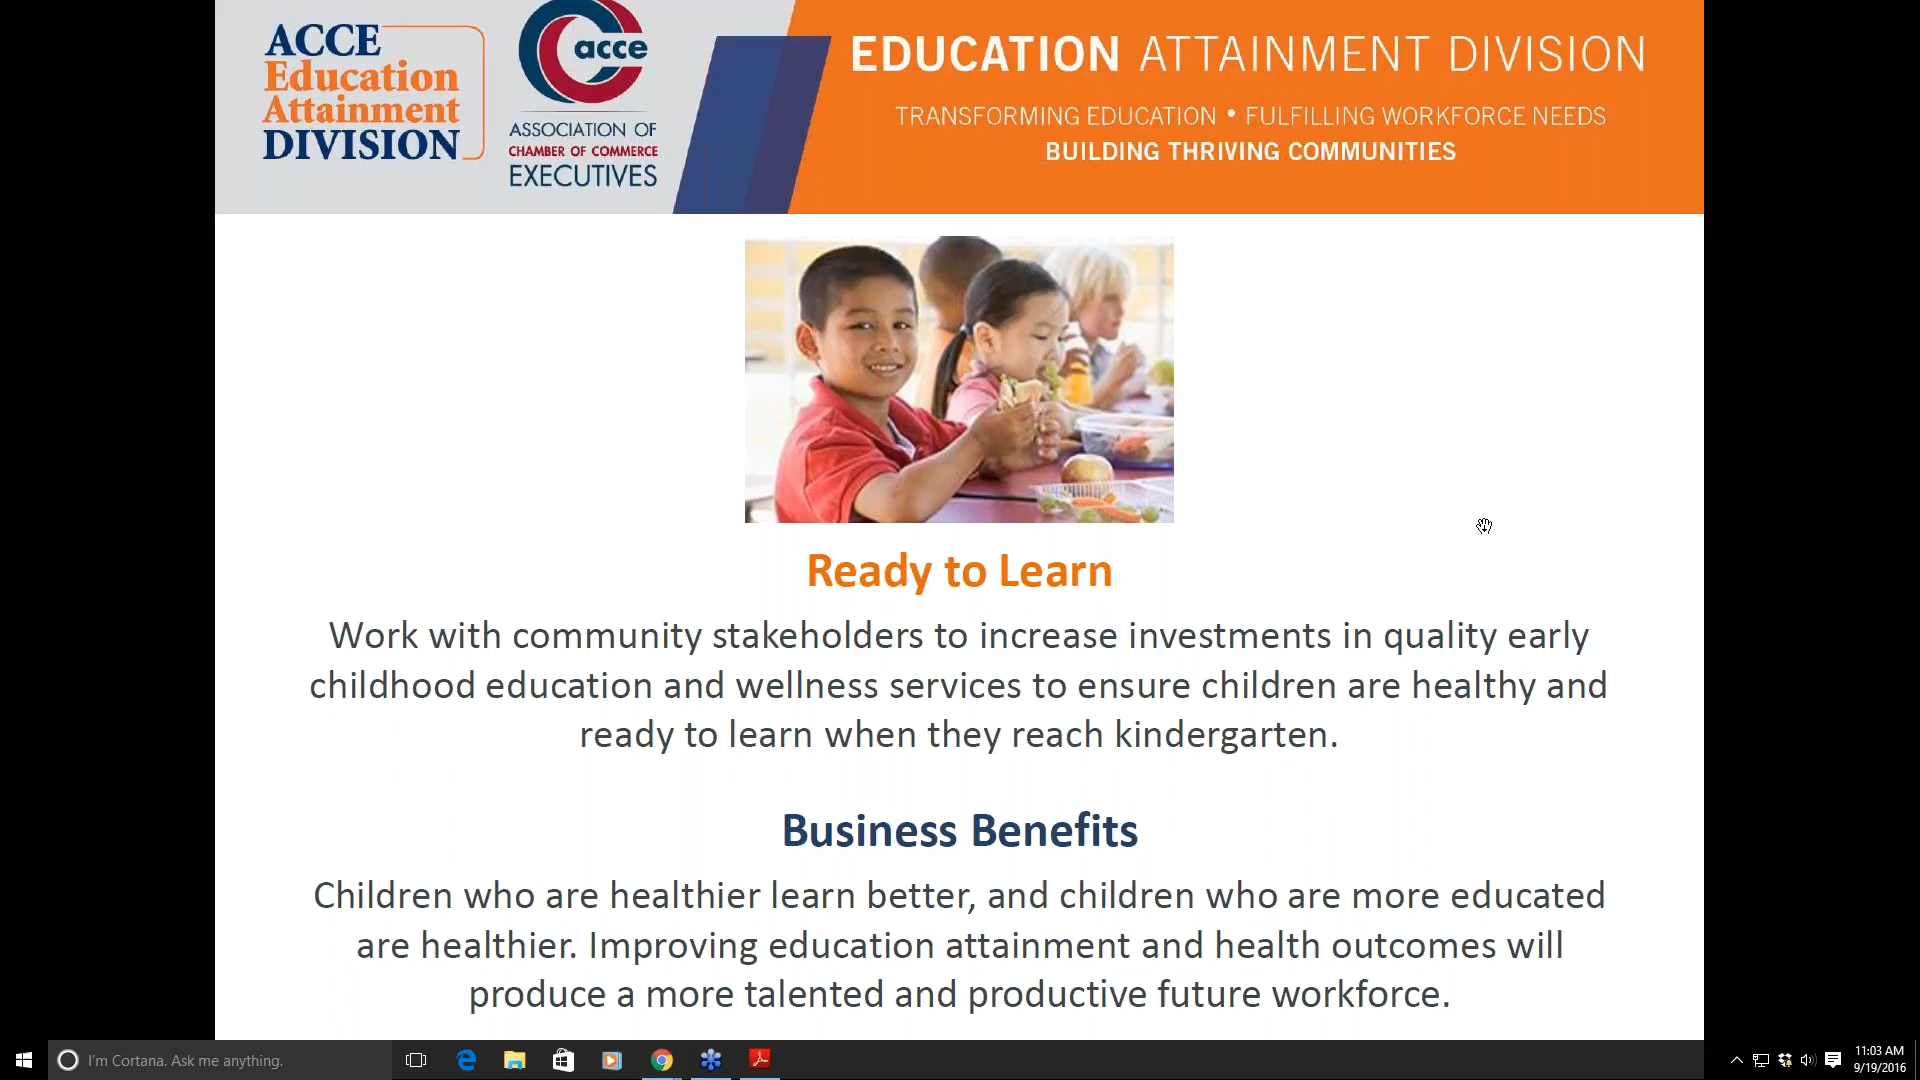 ACCE
Education
Attainment
DIVISION
acce
ASSOCIATION OF
CHAMBER OF COMMERCE
EXECUTIVES
EDUCATION ATTAINMENT DIVISION
TRANSFORMING EDUCATION • FULFILLING WORKFORCE NEEDS
BUILDING THRIVING COMMUNITIES
Ready to Learn
Work with community stakeholders to increase investments in quality early
childhood education and wellness services to ensure children are healthy and
ready to learn when they reach kindergarten.
Business Benefits
Children who are healthier learn better, and children who are more educated
are healthier. Improving education attainment and health outcomes will
produce a more talented and productive future workforce.
I'm Cortana. Ask me anything.
11:03 AM
9/19/2016